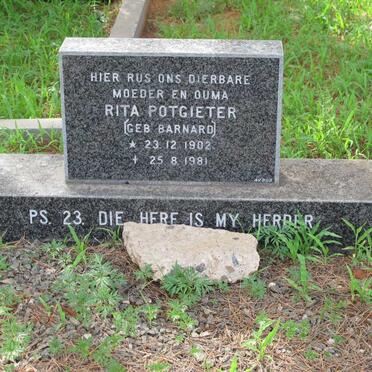 HIER RUS ONS DIERBARE
MOEDER EN OUMA
RITA POTGIETER
(GEB BARNARD)
★ 23.12.1902
✝ 25.8.1981
PS. 23. DIE HERE IS MY HERDER